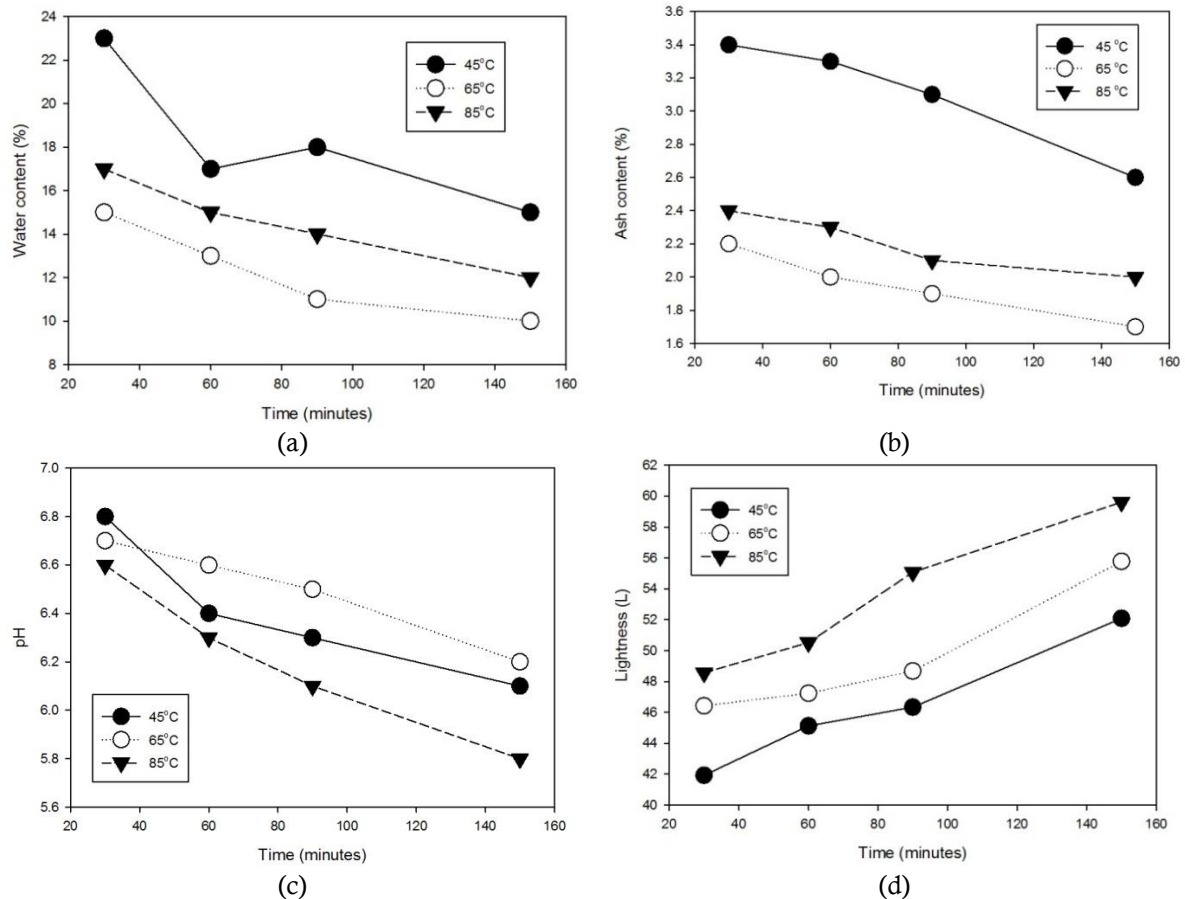 24
22
20
18
16
14
12
10
8
Water content (%)
45°C
65°C
85°C
20 40 60 80 100 120 140 160
Time (minutes)
(a)
3.6
3.4
3.2
3.0
2.8
2.6
2.4
2.2
2.0
1.8
1.6
Ash content (%)
45 °C
65 °C
85 °C
20 40 60 80 100 120 140 160
Time (minutes)
(b)
7.0
6.8
6.6
6.4
6.2
6.0
5.8
5.6
pH
45°C
65°C
85°C
20 40 60 80 100 120 140 160
Time (minutes)
(c)
62
60
58
56
54
52
50
48
46
44
42
40
Lightness (L)
45°C
65°C
85°C
20 40 60 80 100 120 140 160
Time (minutes)
(d)